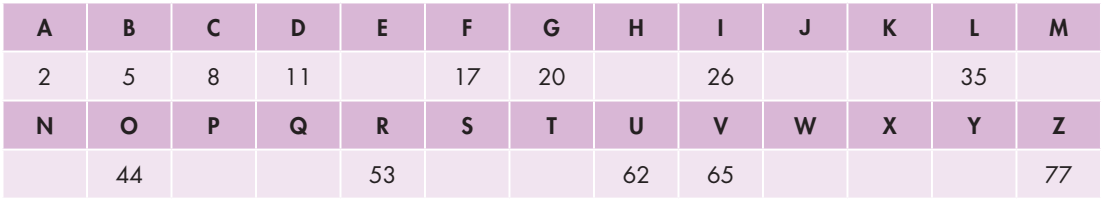 A B C D E F G H I J K L M
2 5 8 11 17 20 26 35
N O P Q R S T U V W X Y Z
44 53 62 65 77